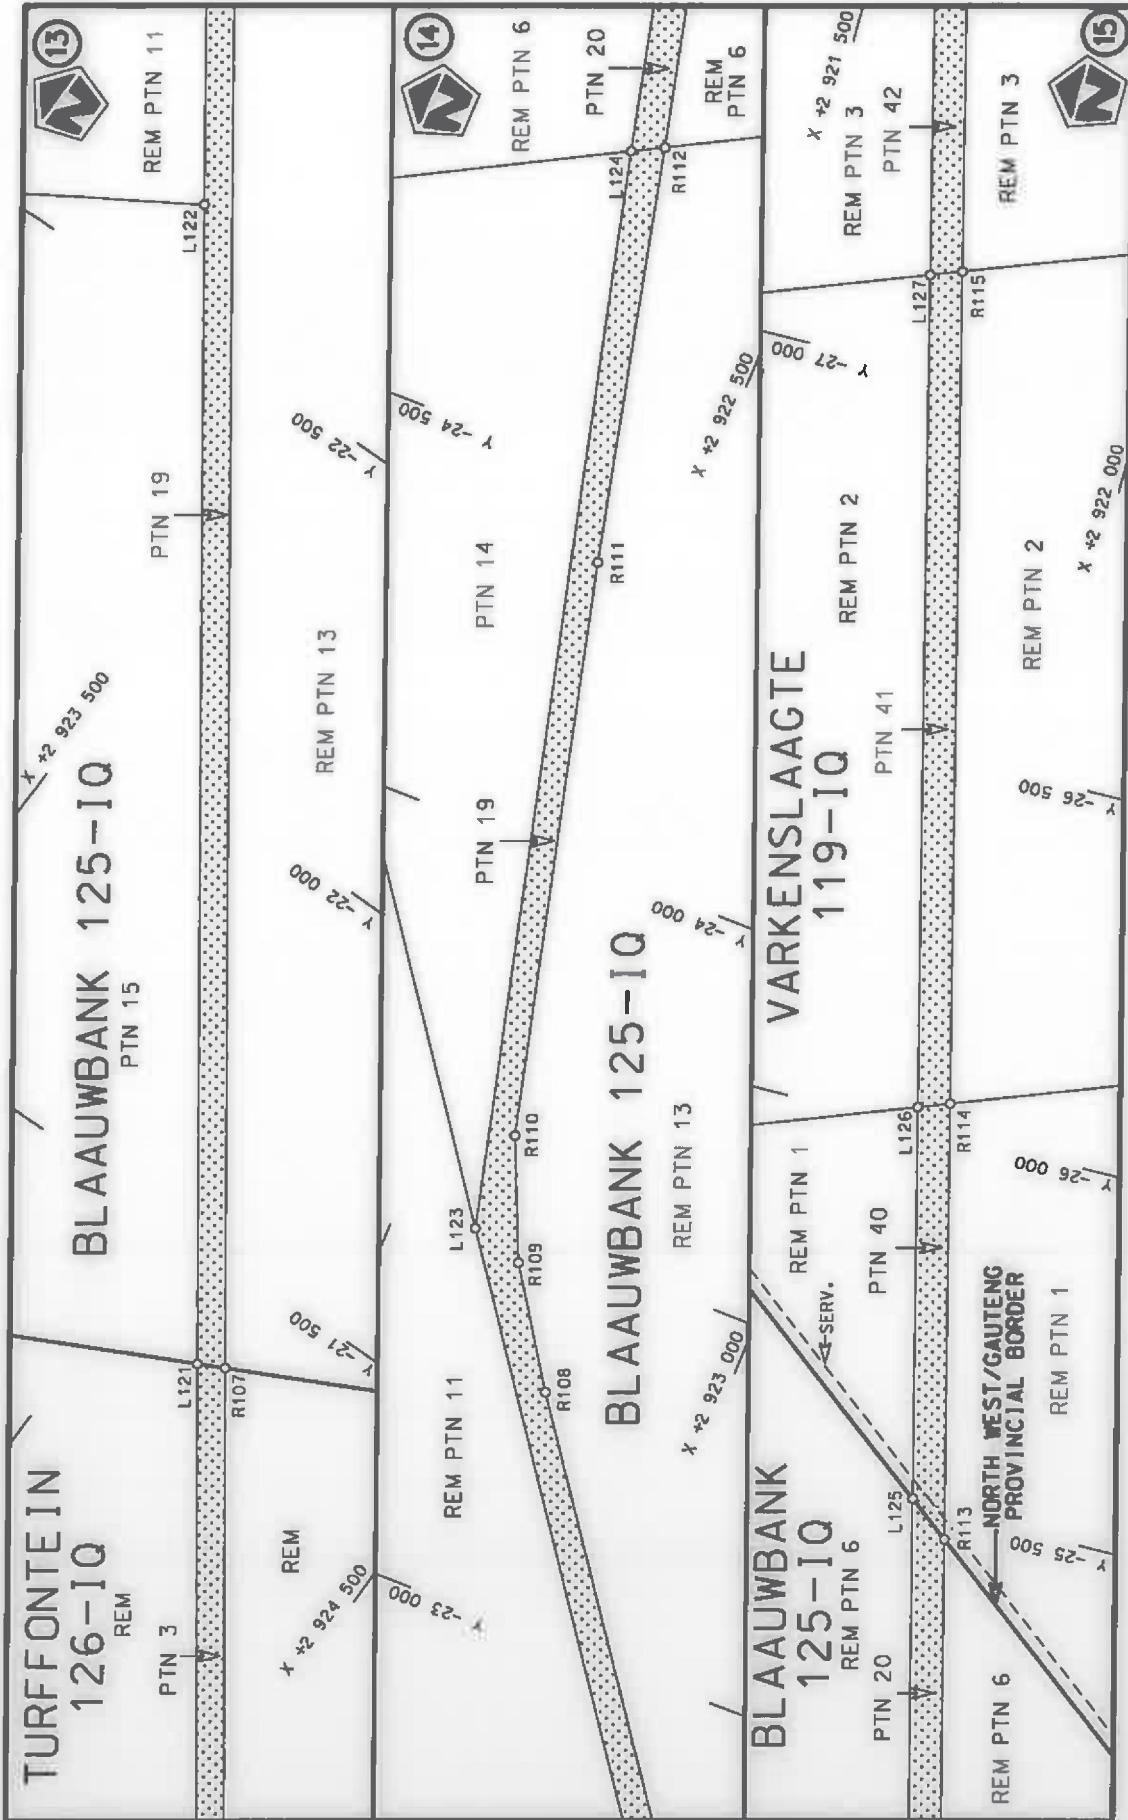 13
N
TURFFONTEIN
126-IQ
REM
PTN 3
REM
X +2 924 500
L121
R107
Y -21 500
BLAAUWBANK 125-IQ
PTN 15
X +2 923 500
Y -22 000
REM PTN 13
PTN 19
Y -22 500
L122
REM PTN 11
14
N
-23 000
REM PTN 11
R108
R109
L123
R110
X +2 923 000
BLAAUWBANK 125-IQ
REM PTN 13
Y -24 000
PTN 19
PTN 14
R111
Y -24 500
X +2 922 500
L124
R112
REM PTN 6
PTN 20
REM
PTN 6
15
N
BLAAUWBANK
125-IQ
REM PTN 6
PTN 20
REM PTN 6
L125
R113
Y -25 500
NORTH WEST/GAUTENG
PROVINCIAL BORDER
SERV.
REM PTN 1
PTN 40
REM PTN 1
L126
R114
Y -26 000
VARKENSLAAGTE
119-IQ
PTN 41
REM PTN 2
REM PTN 2
Y -26 500
X +2 922 000
Y -27 000
L127
R115
REM PTN 3
PTN 42
X +2 921 500
REM PTN 3